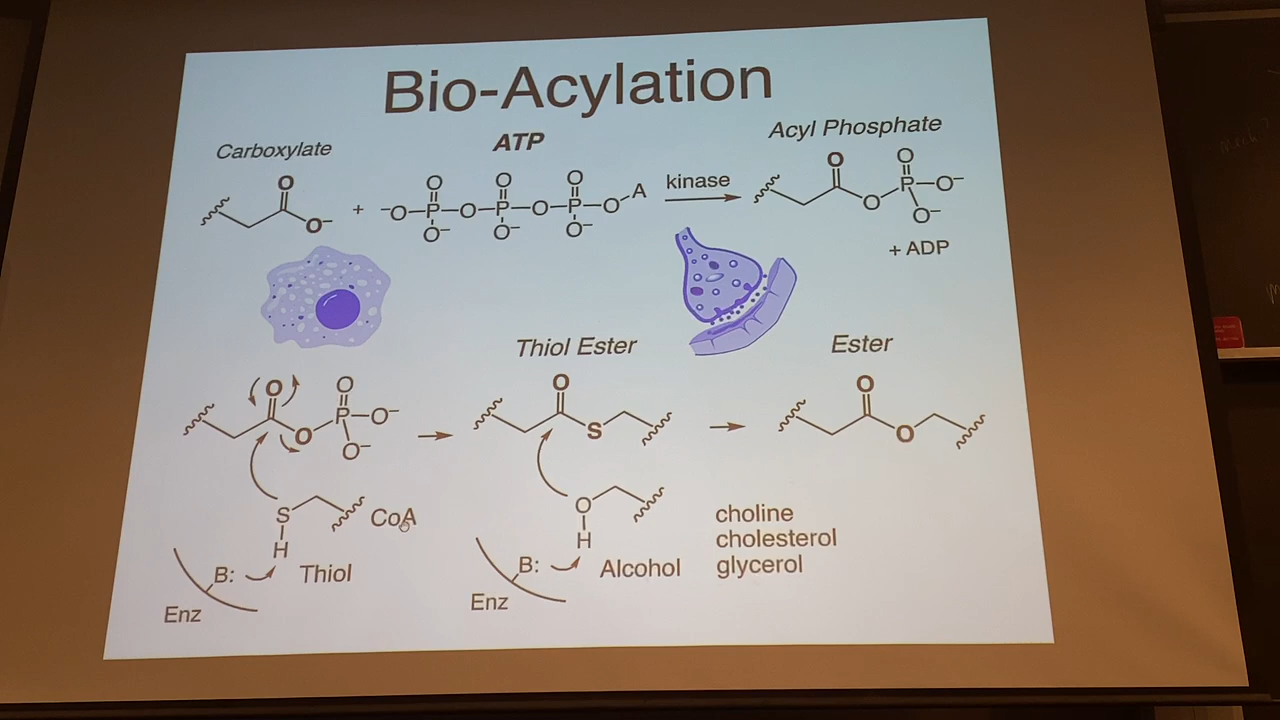 Bio-Acylation
Carboxylate
ATP
Acyl Phosphate
O
O⁻
+
⁻O—P—O—P—O—P—O—A
O O O
O⁻ O⁻ O⁻
kinase
O O
O P—O⁻
O⁻
+ ADP
Thiol Ester
Ester
O O
O P—O⁻
O⁻
O
S
O
O
S
H
CoA
B:
Thiol
Enz
O
H
B:
Alcohol
Enz
choline
cholesterol
glycerol